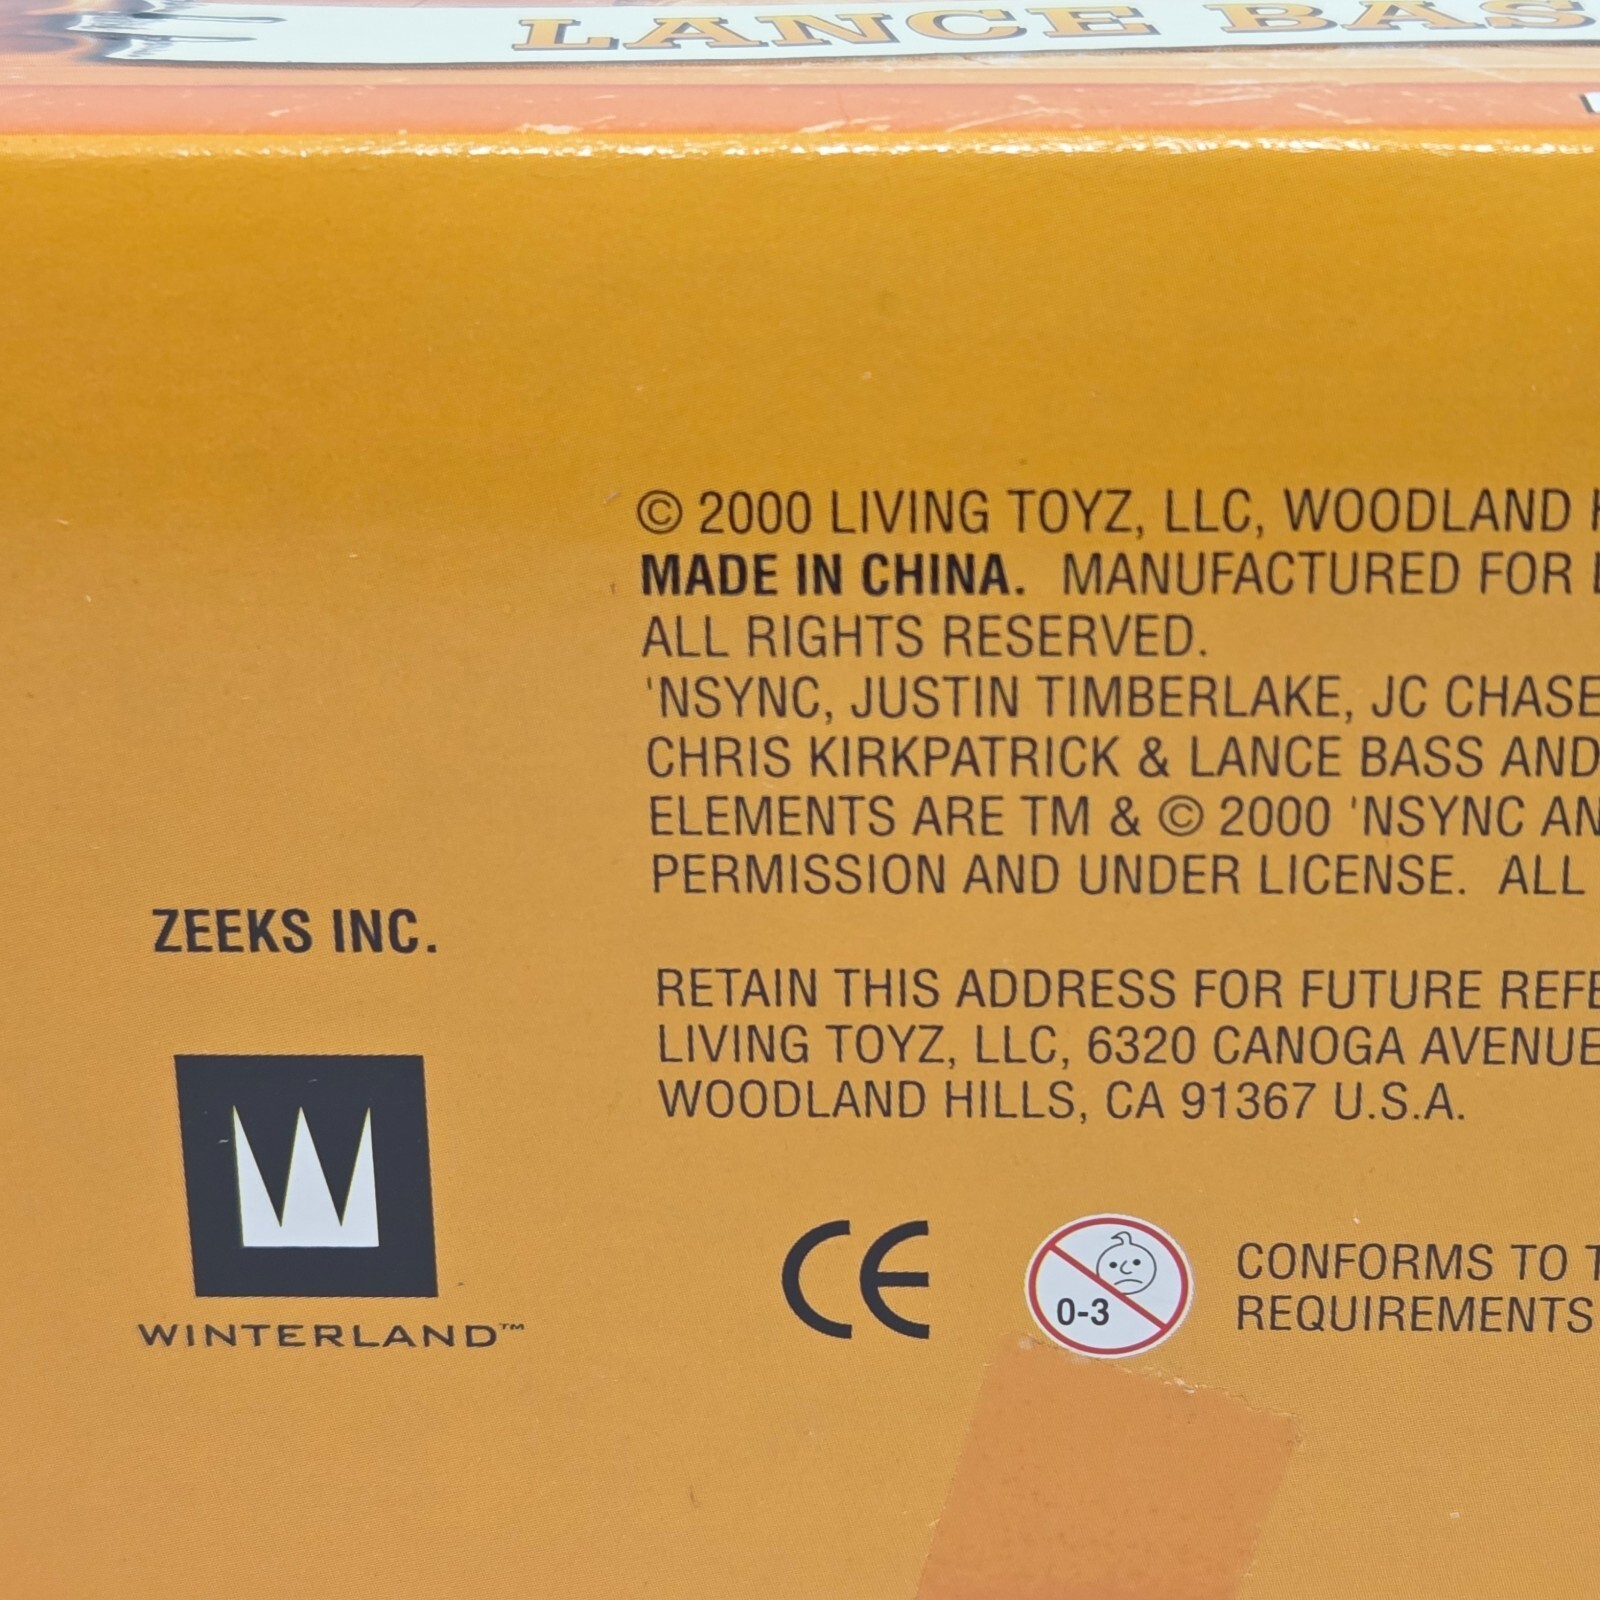 LANCE BAS
© 2000 LIVING TOYZ, LLC, WOODLAND
MADE IN CHINA. MANUFACTURED FOR
ALL RIGHTS RESERVED.
'NSYNC, JUSTIN TIMBERLAKE, JC CHASE
CHRIS KIRKPATRICK & LANCE BASS AND
ELEMENTS ARE TM & © 2000 'NSYNC AN
PERMISSION AND UNDER LICENSE. ALL
ZEEKS INC.
RETAIN THIS ADDRESS FOR FUTURE REFE
LIVING TOYZ, LLC, 6320 CANOGA AVENUE
WOODLAND HILLS, CA 91367 U.S.A.
W
WINTERLAND™
CE
0-3
CONFORMS TO T
REQUIREMENTS